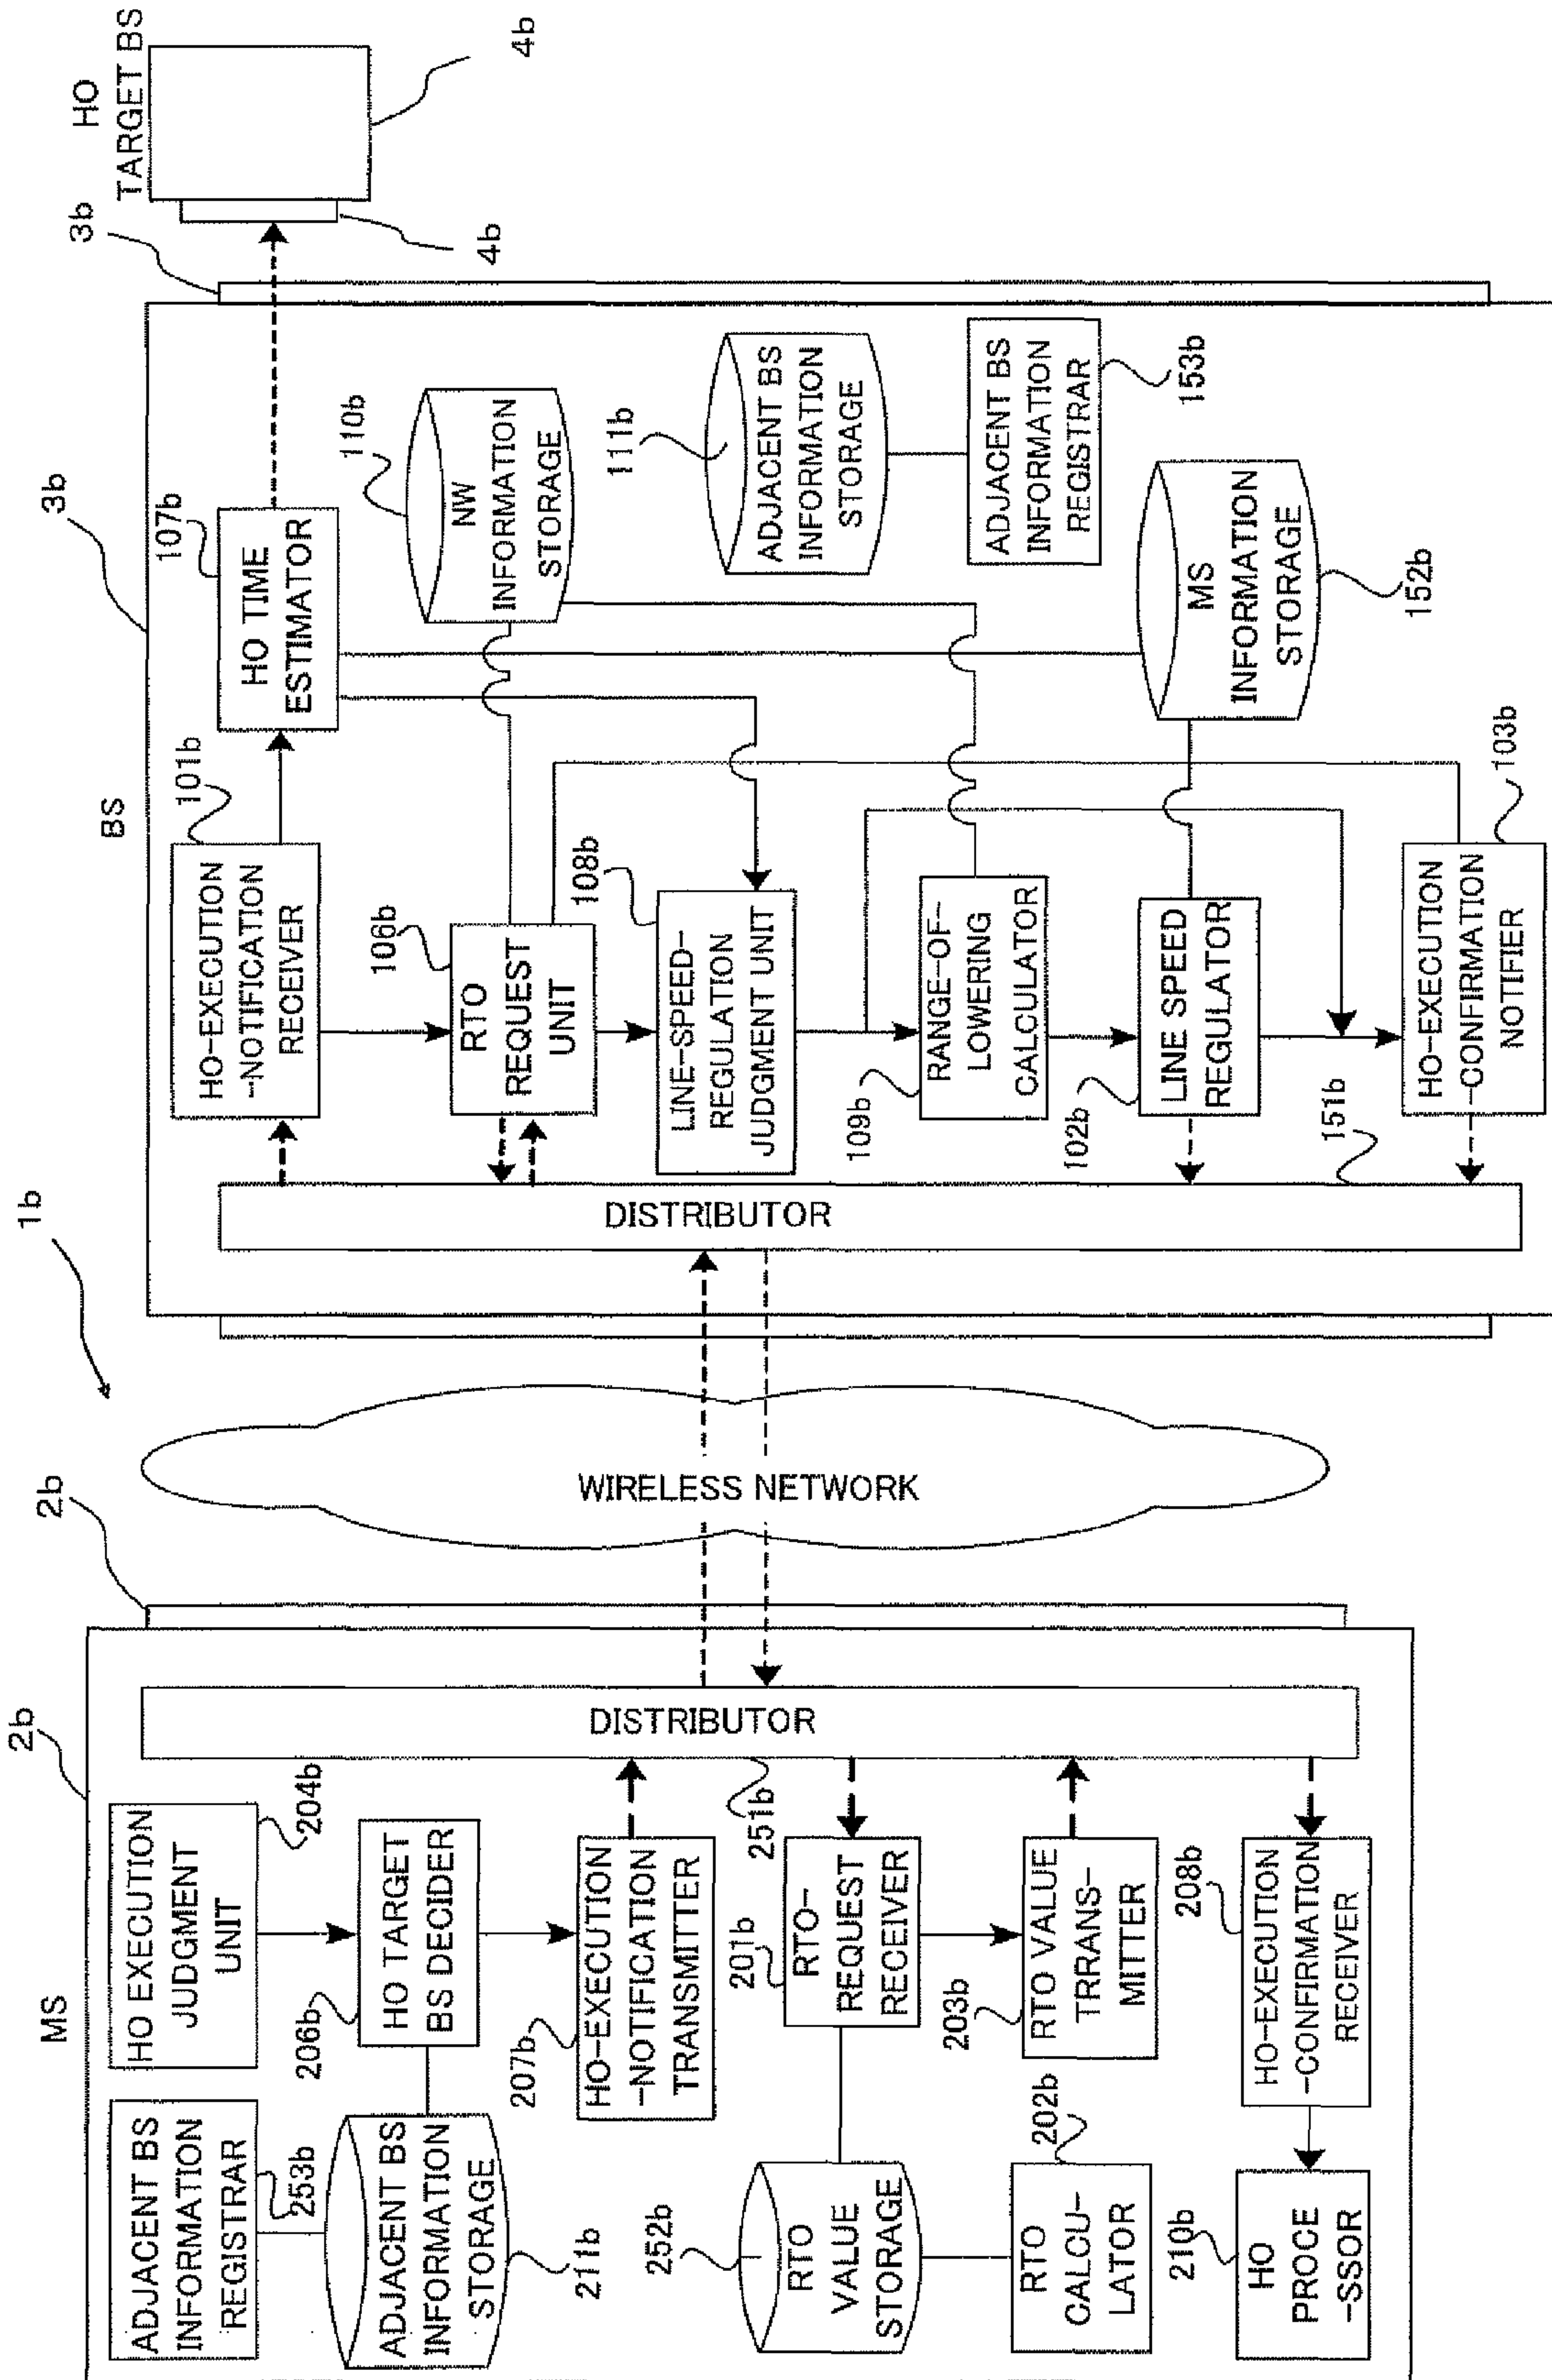 1b
MS
2b
2b
ADJACENT BS
INFORMATION
REGISTRAR
253b
ADJACENT BS
INFORMATION
STORAGE
211b
HO EXECUTION
JUDGMENT
UNIT
204b
206b
HO TARGET
BS DECIDER
207b
HO-EXECUTION
-NOTIFICATION
TRANSMITTER
DISTRIBUTOR
251b
252b
RTO
VALUE
STORAGE
201b
RTO-
REQUEST
RECEIVER
202b
RTO
CALCU-
LATOR
203b
RTO VALUE
TRRANS-
MITTER
208b
HO-EXECUTION
-CONFIRMATION
RECEIVER
210b
HO
PROCE
-SSOR
WIRELESS NETWORK
BS
3b
3b
DISTRIBUTOR
151b
HO-EXECUTION
-NOTIFICATION
RECEIVER
101b
107b
HO TIME
ESTIMATOR
106b
RTO
REQUEST
UNIT
110b
NW
INFORMATION
STORAGE
108b
LINE-SPEED-
REGULATION
JUDGMENT UNIT
111b
ADJACENT BS
INFORMATION
STORAGE
ADJACENT BS
INFORMATION
REGISTRAR
153b
109b
RANGE-OF-
LOWERING
CALCULATOR
102b
LINE SPEED
REGULATOR
MS
INFORMATION
STORAGE
152b
103b
HO-EXECUTION
-CONFIRMATION
NOTIFIER
HO
TARGET BS
4b
4b